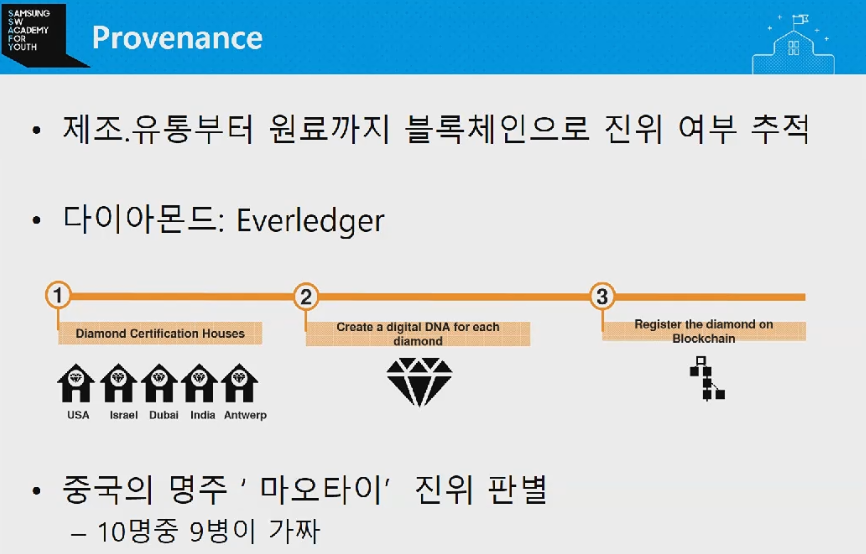 SAMSUNG
SW
ACADEMY
FOR
YOUTH
Provenance
• 제조.유통부터 원료까지 블록체인으로 진위 여부 추적
• 다이아몬드: Everledger
1
2
3
Diamond Certification Houses
Create a digital DNA for each
diamond
Register the diamond on
Blockchain
USA Israel Dubai India Antwerp
• 중국의 명주 ‘ 마오타이’ 진위 판별
– 10명중 9병이 가짜